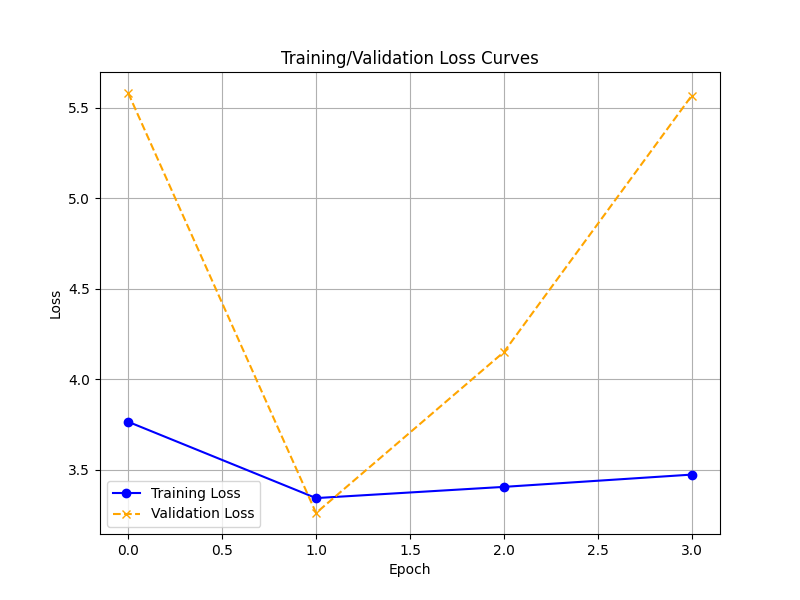 Training/Validation Loss Curves
5.5
5.0
4.5
4.0
3.5
Loss
Training Loss
Validation Loss
0.0 0.5 1.0 1.5 2.0 2.5 3.0
Epoch